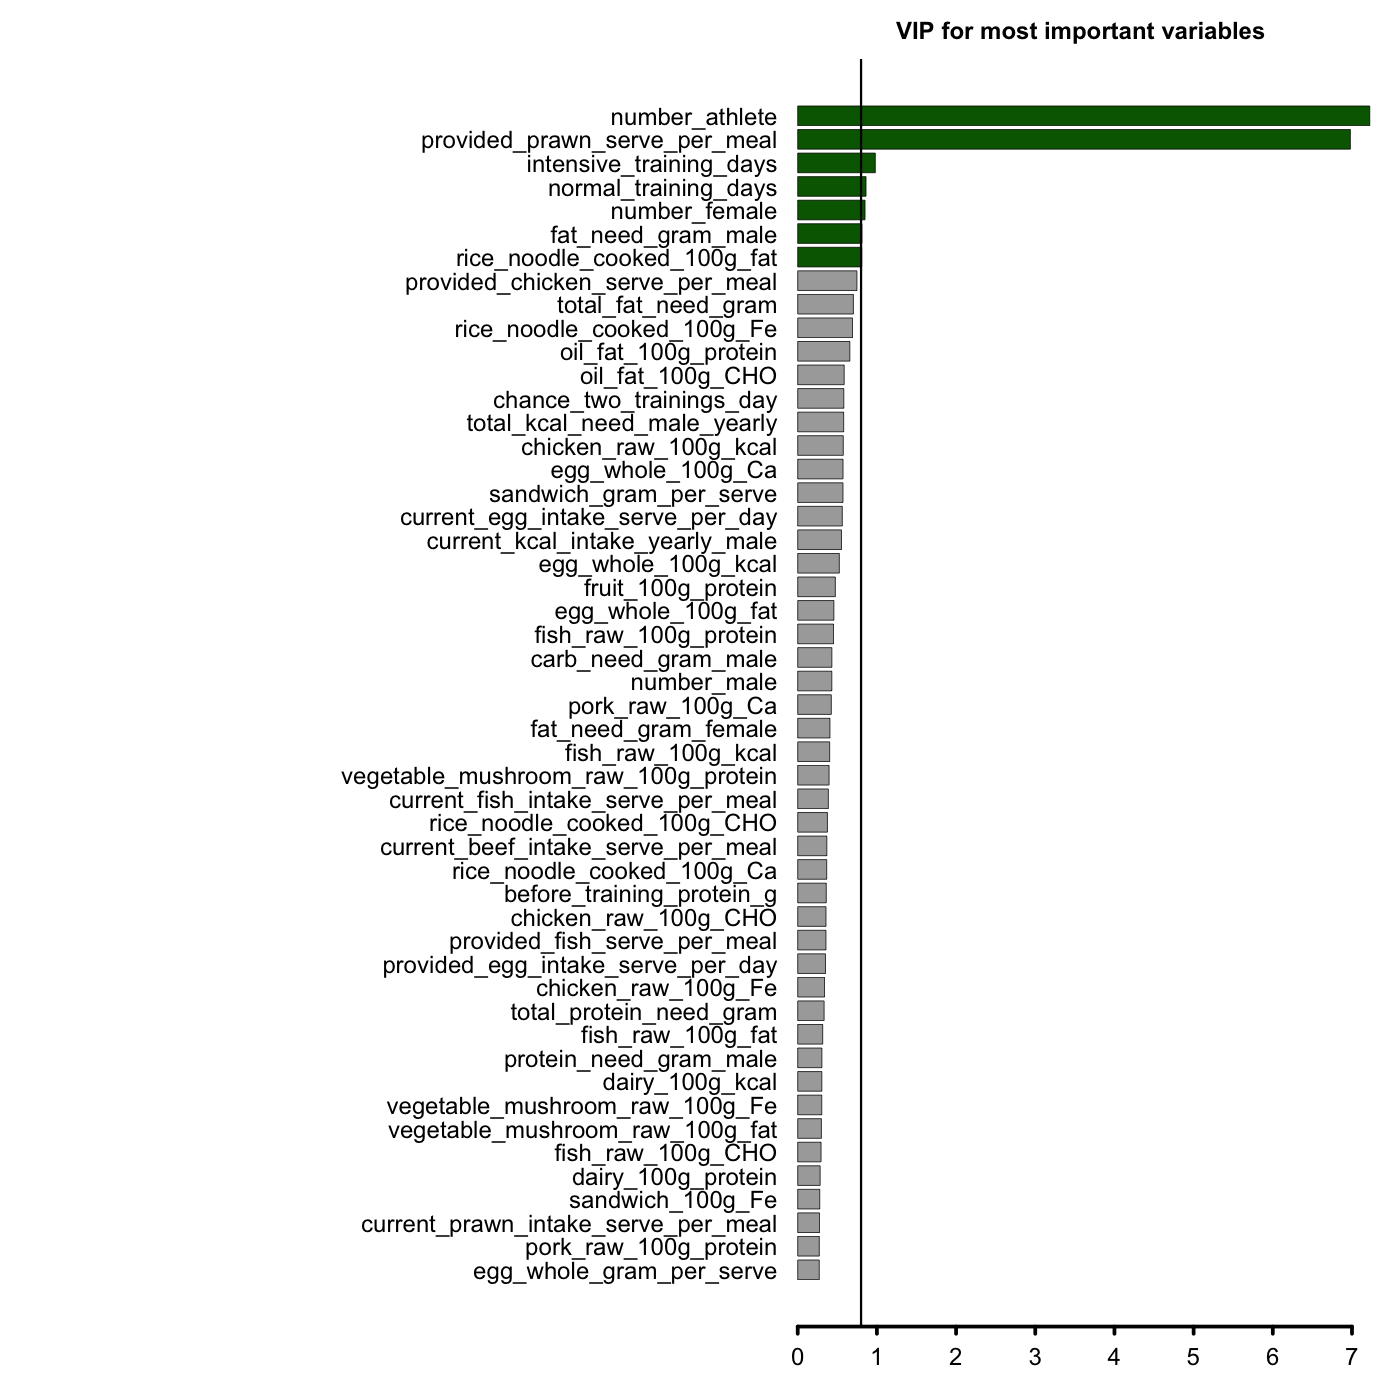 VIP for most important variables
number_athlete
provided_prawn_serve_per_meal
intensive_training_days
normal_training_days
number_female
fat_need_gram_male
rice_noodle_cooked_100g_fat
provided_chicken_serve_per_meal
total_fat_need_gram
rice_noodle_cooked_100g_Fe
oil_fat_100g_protein
oil_fat_100g_CHO
chance_two_trainings_day
total_kcal_need_male_yearly
chicken_raw_100g_kcal
egg_whole_100g_Ca
sandwich_gram_per_serve
current_egg_intake_serve_per_day
current_kcal_intake_yearly_male
egg_whole_100g_kcal
fruit_100g_protein
egg_whole_100g_fat
fish_raw_100g_protein
carb_need_gram_male
number_male
pork_raw_100g_Ca
fat_need_gram_female
fish_raw_100g_kcal
vegetable_mushroom_raw_100g_protein
current_fish_intake_serve_per_meal
rice_noodle_cooked_100g_CHO
current_beef_intake_serve_per_meal
rice_noodle_cooked_100g_Ca
before_training_protein_g
chicken_raw_100g_CHO
provided_fish_serve_per_meal
provided_egg_intake_serve_per_day
chicken_raw_100g_Fe
total_protein_need_gram
fish_raw_100g_fat
protein_need_gram_male
dairy_100g_kcal
vegetable_mushroom_raw_100g_Fe
vegetable_mushroom_raw_100g_fat
fish_raw_100g_CHO
dairy_100g_protein
sandwich_100g_Fe
current_prawn_intake_serve_per_meal
pork_raw_100g_protein
egg_whole_gram_per_serve
0 1 2 3 4 5 6 7